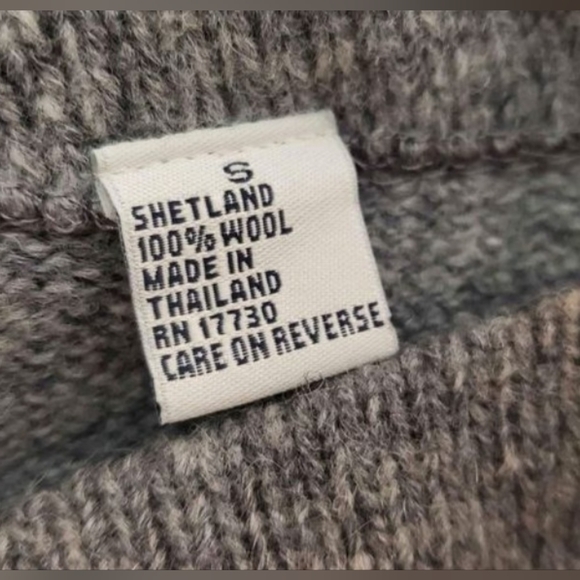 S
SHETLAND
100% WOOL
MADE IN
THAILAND
RN 17730
CARE ON REVERSE